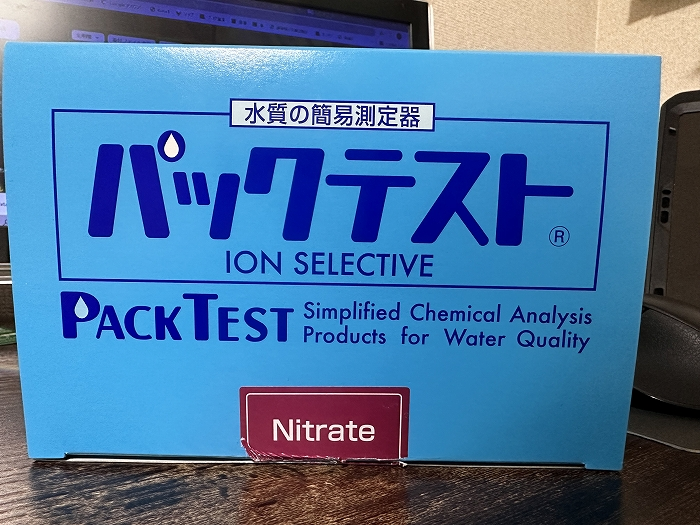 水質の簡易測定器
パックテスト®
ION SELECTIVE
PACKTEST
Simplified Chemical Analysis
Products for Water Quality
Nitrate